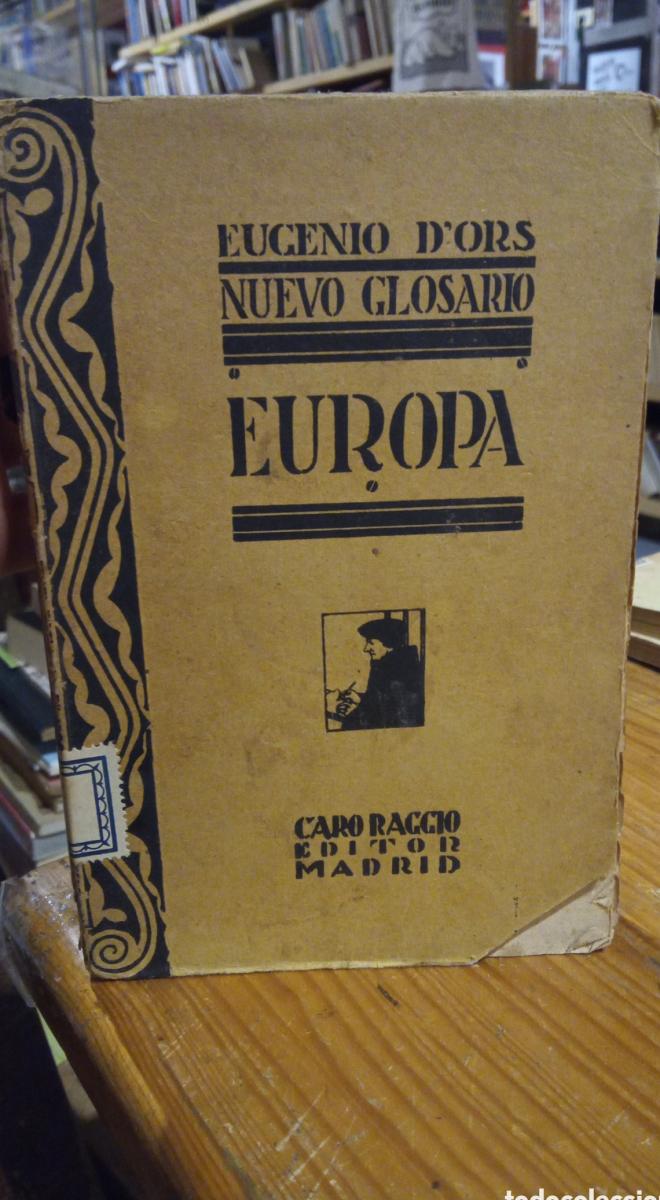 EUGENIO D'ORS
NUEVO GLOSARIO
EUROPA
CARO RAGGIO
EDITOR
MADRID